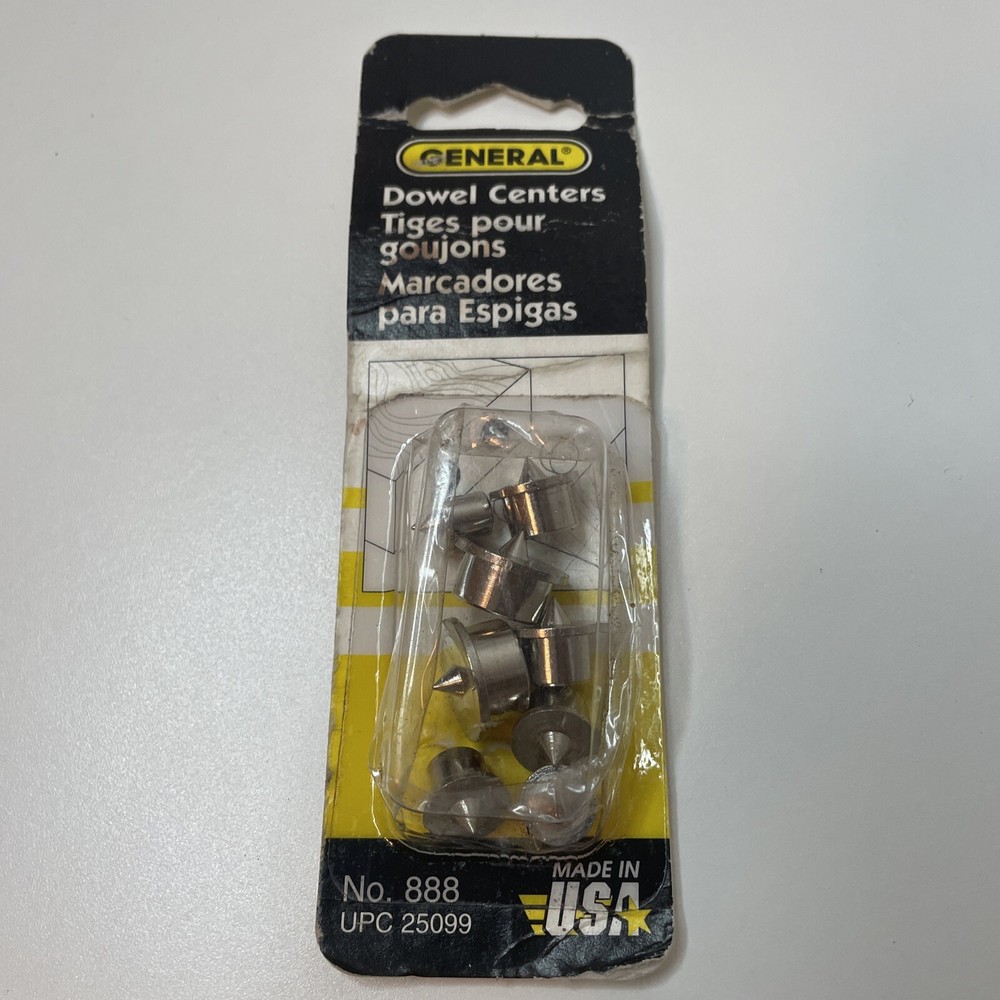 GENERAL®
Dowel Centers
Tiges pour
goujons
Marcadores
para Espigas
No. 888
UPC 25099
MADE IN
USA